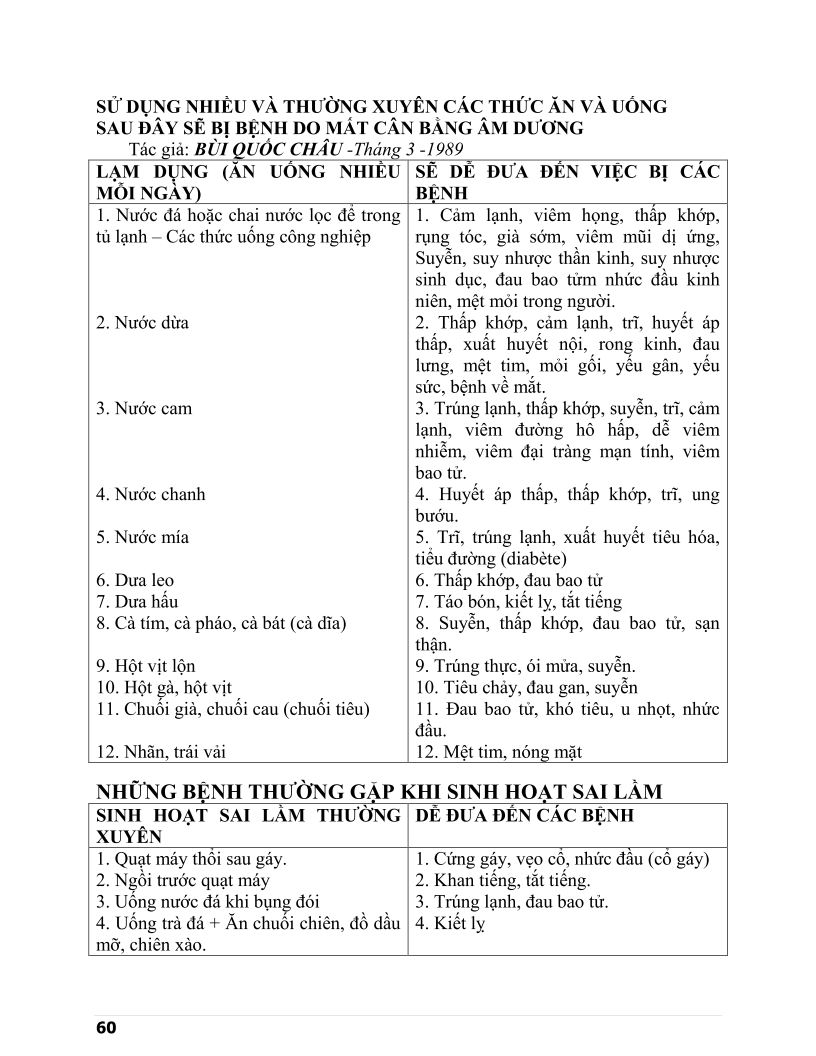 SỬ DỤNG NHIỀU VÀ THƯỜNG XUYÊN CÁC THỨC ĂN VÀ UỐNG
SAU ĐÂY SẼ BỊ BỆNH DO MẤT CÂN BẰNG ÂM DƯƠNG
Tác giả: BÙI QUỐC CHÂU -Tháng 3 -1989
LẠM DỤNG (ĂN UỐNG NHIỀU
MỖI NGÀY)
SẼ DỄ ĐƯA ĐẾN VIỆC BỊ CÁC
BỆNH
1. Nước đá hoặc chai nước lọc để trong
tủ lạnh – Các thức uống công nghiệp
1. Cảm lạnh, viêm họng, thấp khớp,
rụng tóc, già sớm, viêm mũi dị ứng,
Suyễn, suy nhược thần kinh, suy nhược
sinh dục, đau bao tửm nhức đầu kinh
niên, mệt mỏi trong người.
2. Nước dừa
2. Thấp khớp, cảm lạnh, trĩ, huyết áp
thấp, xuất huyết nội, rong kinh, đau
lưng, mệt tim, mỏi gối, yếu gân, yếu
sức, bệnh về mắt.
3. Nước cam
3. Trúng lạnh, thấp khớp, suyễn, trĩ, cảm
lạnh, viêm đường hô hấp, dễ viêm
nhiễm, viêm đại tràng mạn tính, viêm
bao tử.
4. Nước chanh
4. Huyết áp thấp, thấp khớp, trĩ, ung
bướu.
5. Nước mía
5. Trĩ, trúng lạnh, xuất huyết tiêu hóa,
tiểu đường (diabète)
6. Dưa leo
6. Thấp khớp, đau bao tử
7. Dưa hấu
7. Táo bón, kiết lỵ, tắt tiếng
8. Cà tím, cà pháo, cà bát (cà dĩa)
8. Suyễn, thấp khớp, đau bao tử, sạn
thận.
9. Hột vịt lộn
9. Trúng thực, ói mửa, suyễn.
10. Hột gà, hột vịt
10. Tiêu chảy, đau gan, suyễn
11. Chuối già, chuối cau (chuối tiêu)
11. Đau bao tử, khó tiêu, u nhọt, nhức
đầu.
12. Nhãn, trái vải
12. Mệt tim, nóng mặt
NHỮNG BỆNH THƯỜNG GẶP KHI SINH HOẠT SAI LẦM
SINH HOẠT SAI LẦM THƯỜNG
XUYÊN
DỄ ĐƯA ĐẾN CÁC BỆNH
1. Quạt máy thổi sau gáy.
1. Cứng gáy, vẹo cổ, nhức đầu (cổ gáy)
2. Ngồi trước quạt máy
2. Khan tiếng, tắt tiếng.
3. Uống nước đá khi bụng đói
3. Trúng lạnh, đau bao tử.
4. Uống trà đá + Ăn chuối chiên, đồ dầu
mỡ, chiên xào.
4. Kiết lỵ
60